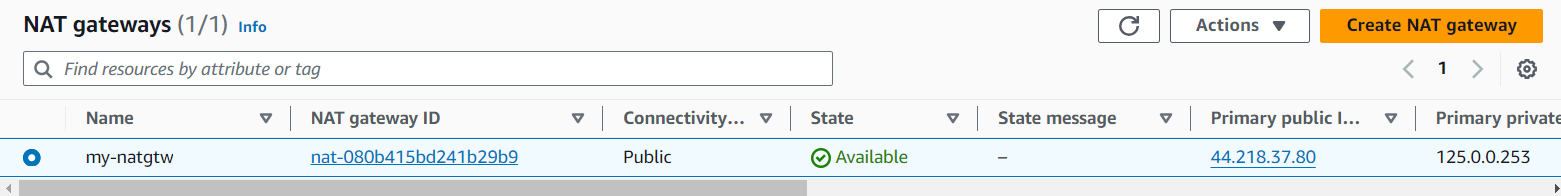 NAT gateways (1/1) Info
Actions Create NAT gateway
Find resources by attribute or tag
1
Name NAT gateway ID Connectivity... State State message Primary public I... Primary private
my-natgtw nat-080b415bd241b29b9 Public Available – 44.218.37.80 125.0.0.253